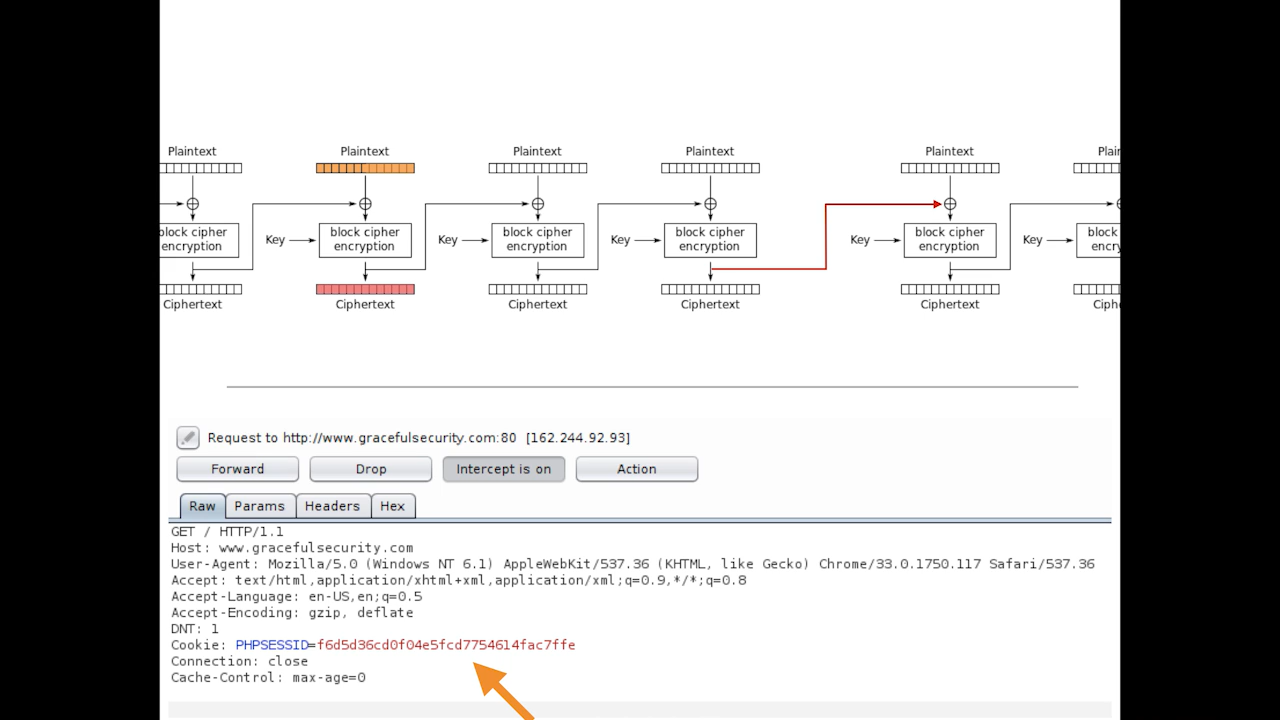 Plaintext Plaintext Plaintext Plaintext Plaintext Plain
block cipher encryption
Key block cipher encryption
Key block cipher encryption
Key block cipher encryption
Key block cipher encryption
Key block encry
Ciphertext Ciphertext Ciphertext Ciphertext Ciphertext Ciph
Request to http://www.gracefulsecurity.com:80 [162.244.92.93]
Forward Drop Intercept is on Action
Raw Params Headers Hex
GET / HTTP/1.1
Host: www.gracefulsecurity.com
User-Agent: Mozilla/5.0 (Windows NT 6.1) AppleWebKit/537.36 (KHTML, like Gecko) Chrome/33.0.1750.117 Safari/537.36
Accept: text/html,application/xhtml+xml,application/xml;q=0.9,*/*;q=0.8
Accept-Language: en-US,en;q=0.5
Accept-Encoding: gzip, deflate
DNT: 1
Cookie: PHPSESSID=f6d5d36cd0f04e5fcd7754614fac7ffe
Connection: close
Cache-Control: max-age=0